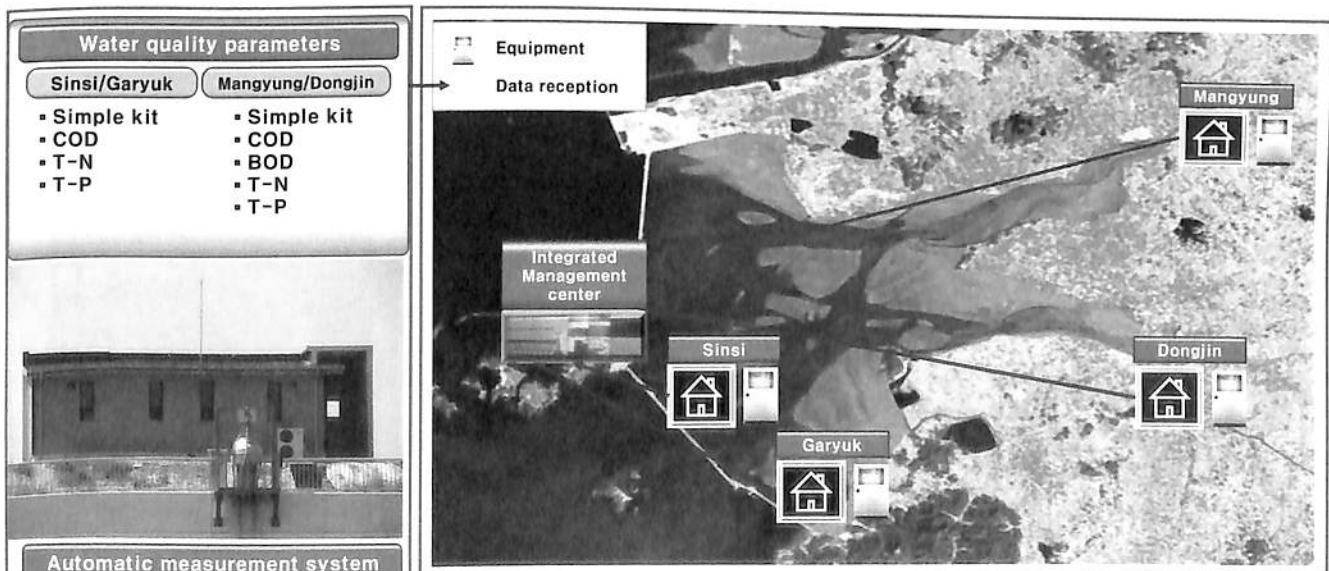 Water quality parameters
Sinsi/Garyuk
▪ Simple kit
▪ COD
▪ T-N
▪ T-P
Mangyung/Dongjin
▪ Simple kit
▪ COD
▪ BOD
▪ T-N
▪ T-P
Automatic measurement system
Equipment
Data reception
Mangyung
Integrated
Management
center
Sinsi
Dongjin
Garyuk